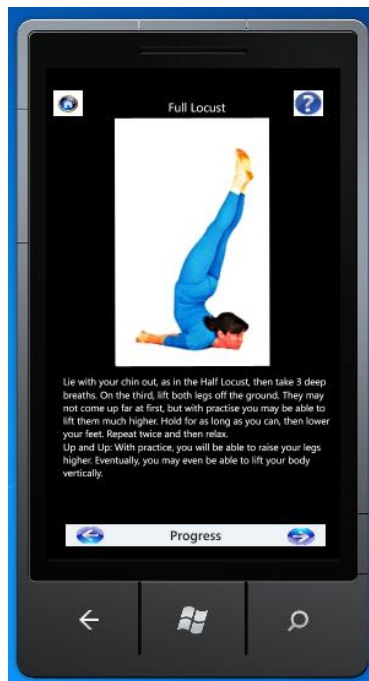 Full Locust
?
Lie with your chin out, as in the Half Locust, then take 3 deep
breaths. On the third, lift both legs off the ground. They may
not come up far at first, but with practise you may be able to
lift them much higher. Hold for as long as you can, then lower
your feet. Repeat twice and then relax.
Up and Up: With practice, you will be able to raise your legs
higher. Eventually, you may even be able to lift your body
vertically.
Progress